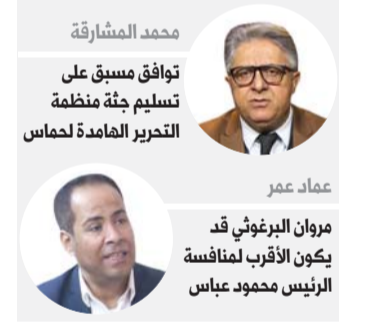 محمد المشارقة
توافق مسبق على
تسليم جثة منظمة
التحرير الهامدة لحماس
عماد عمر
مروان البرغوثي قد
يكون الأقرب لمنافسة
الرئيس محمود عباس